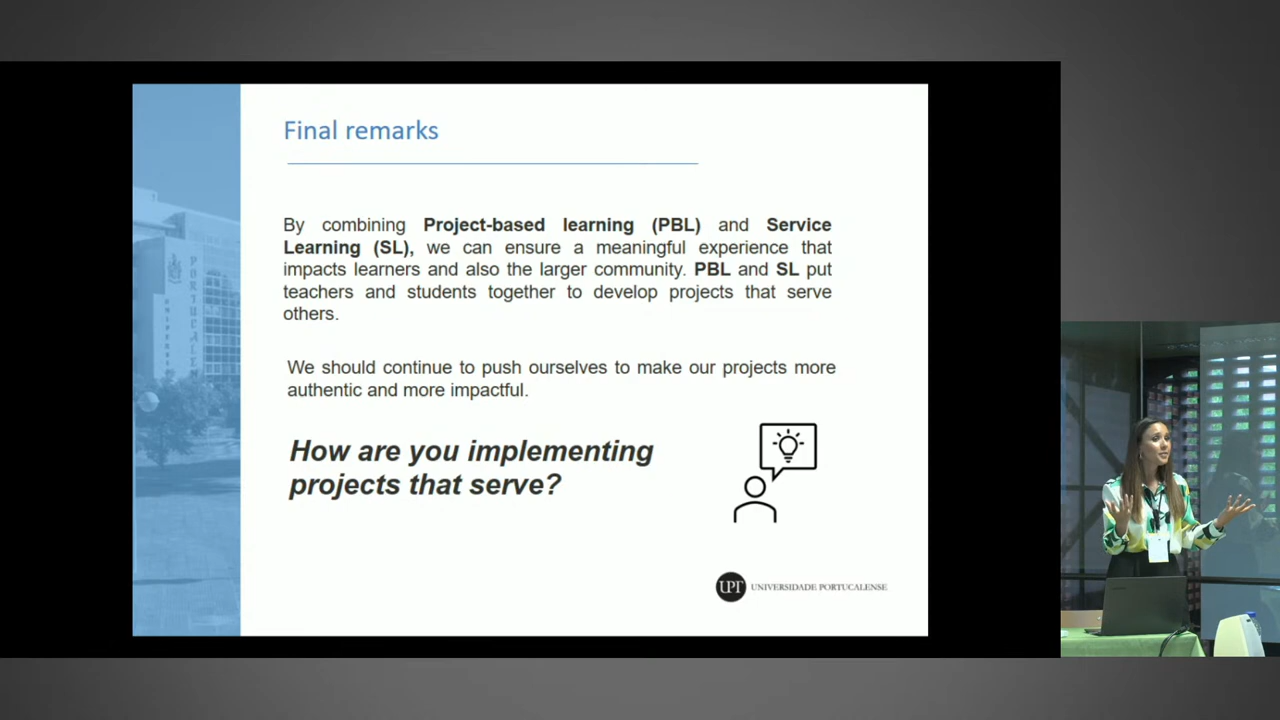 Final remarks
By combining Project-based learning (PBL) and Service
Learning (SL), we can ensure a meaningful experience that
impacts learners and also the larger community. PBL and SL put
teachers and students together to develop projects that serve
others.
We should continue to push ourselves to make our projects more
authentic and more impactful.
How are you implementing
projects that serve?
UPT UNIVERSIDADE PORTUCALENSE